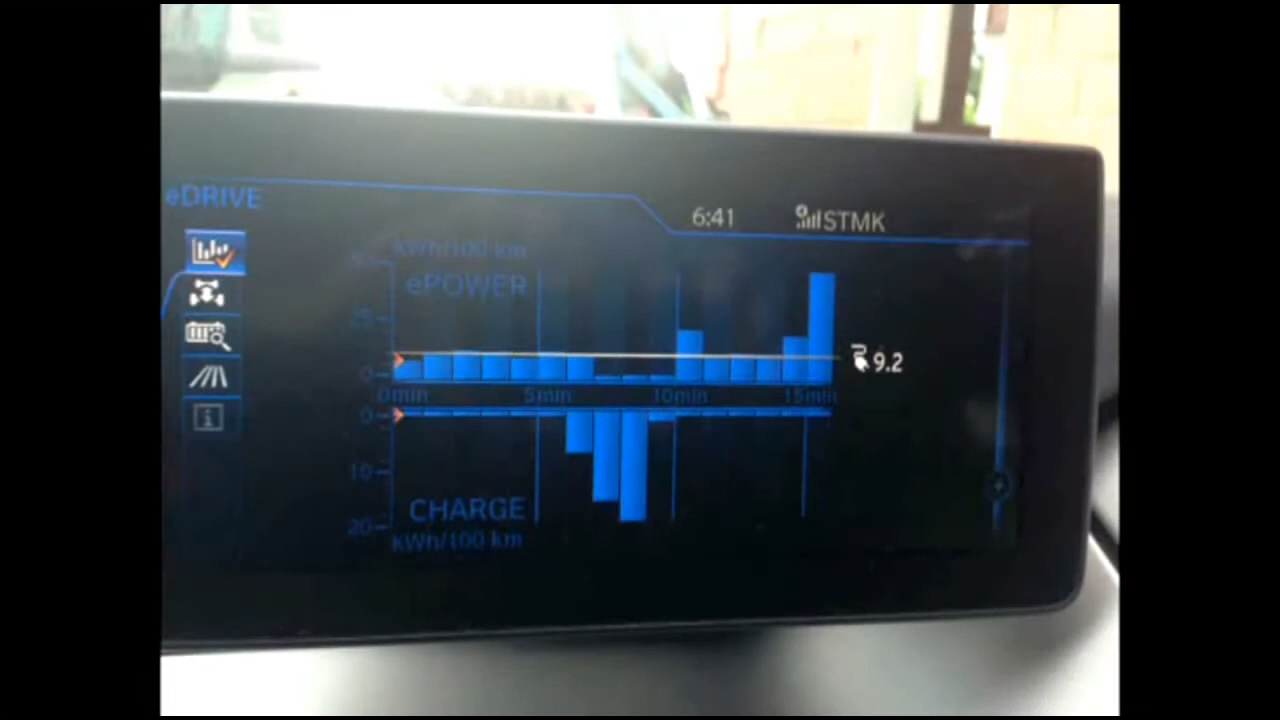 eDRIVE
6:41
STMK
kWh/100 km
ePOWER
25
0
9.2
0min 5min 10min 15min
0
10
20
CHARGE
kWh/100 km